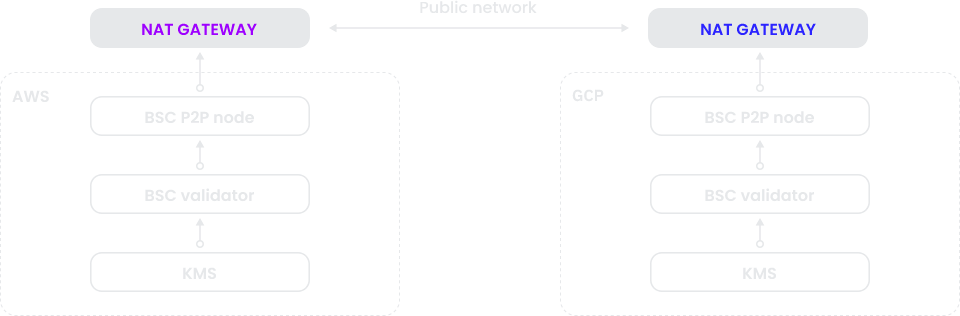 Public network
NAT GATEWAY
NAT GATEWAY
AWS
GCP
BSC P2P node
BSC P2P node
BSC validator
BSC validator
KMS
KMS